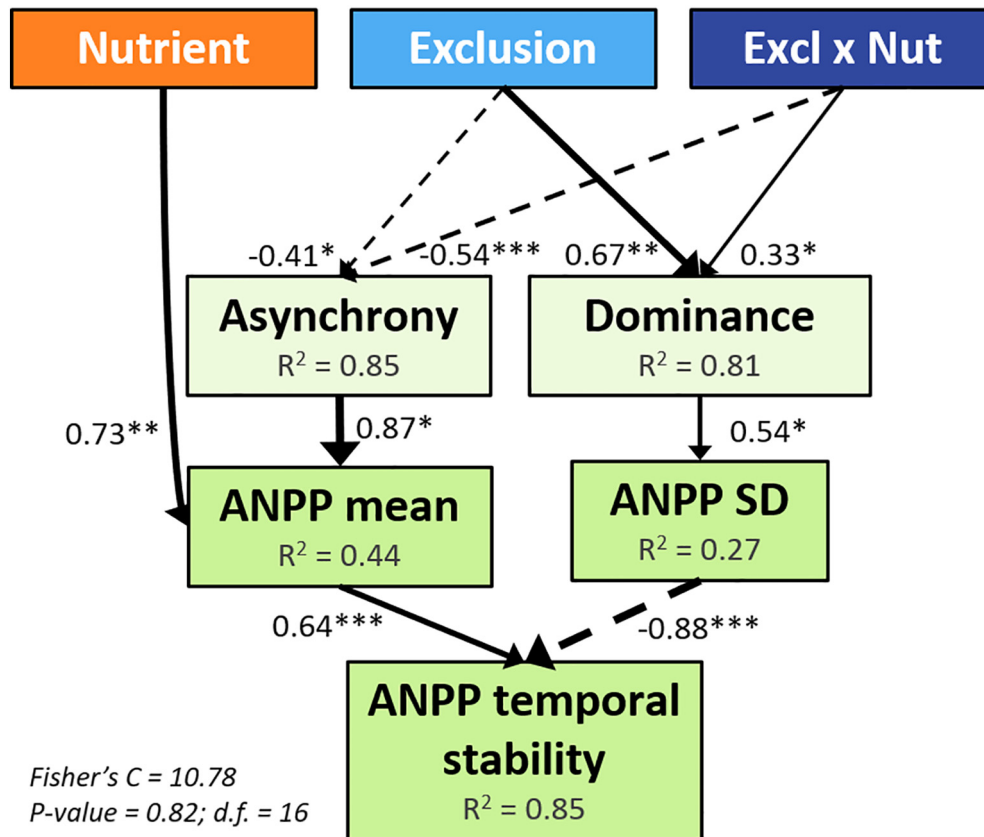 Nutrient
Exclusion
Excl x Nut
-0.41*
-0.54***
0.67**
0.33*
Asynchrony
R² = 0.85
Dominance
R² = 0.81
0.73**
0.87*
0.54*
ANPP mean
R² = 0.44
ANPP SD
R² = 0.27
0.64***
-0.88***
ANPP temporal
stability
R² = 0.85
Fisher’s C = 10.78
P-value = 0.82; d.f. = 16